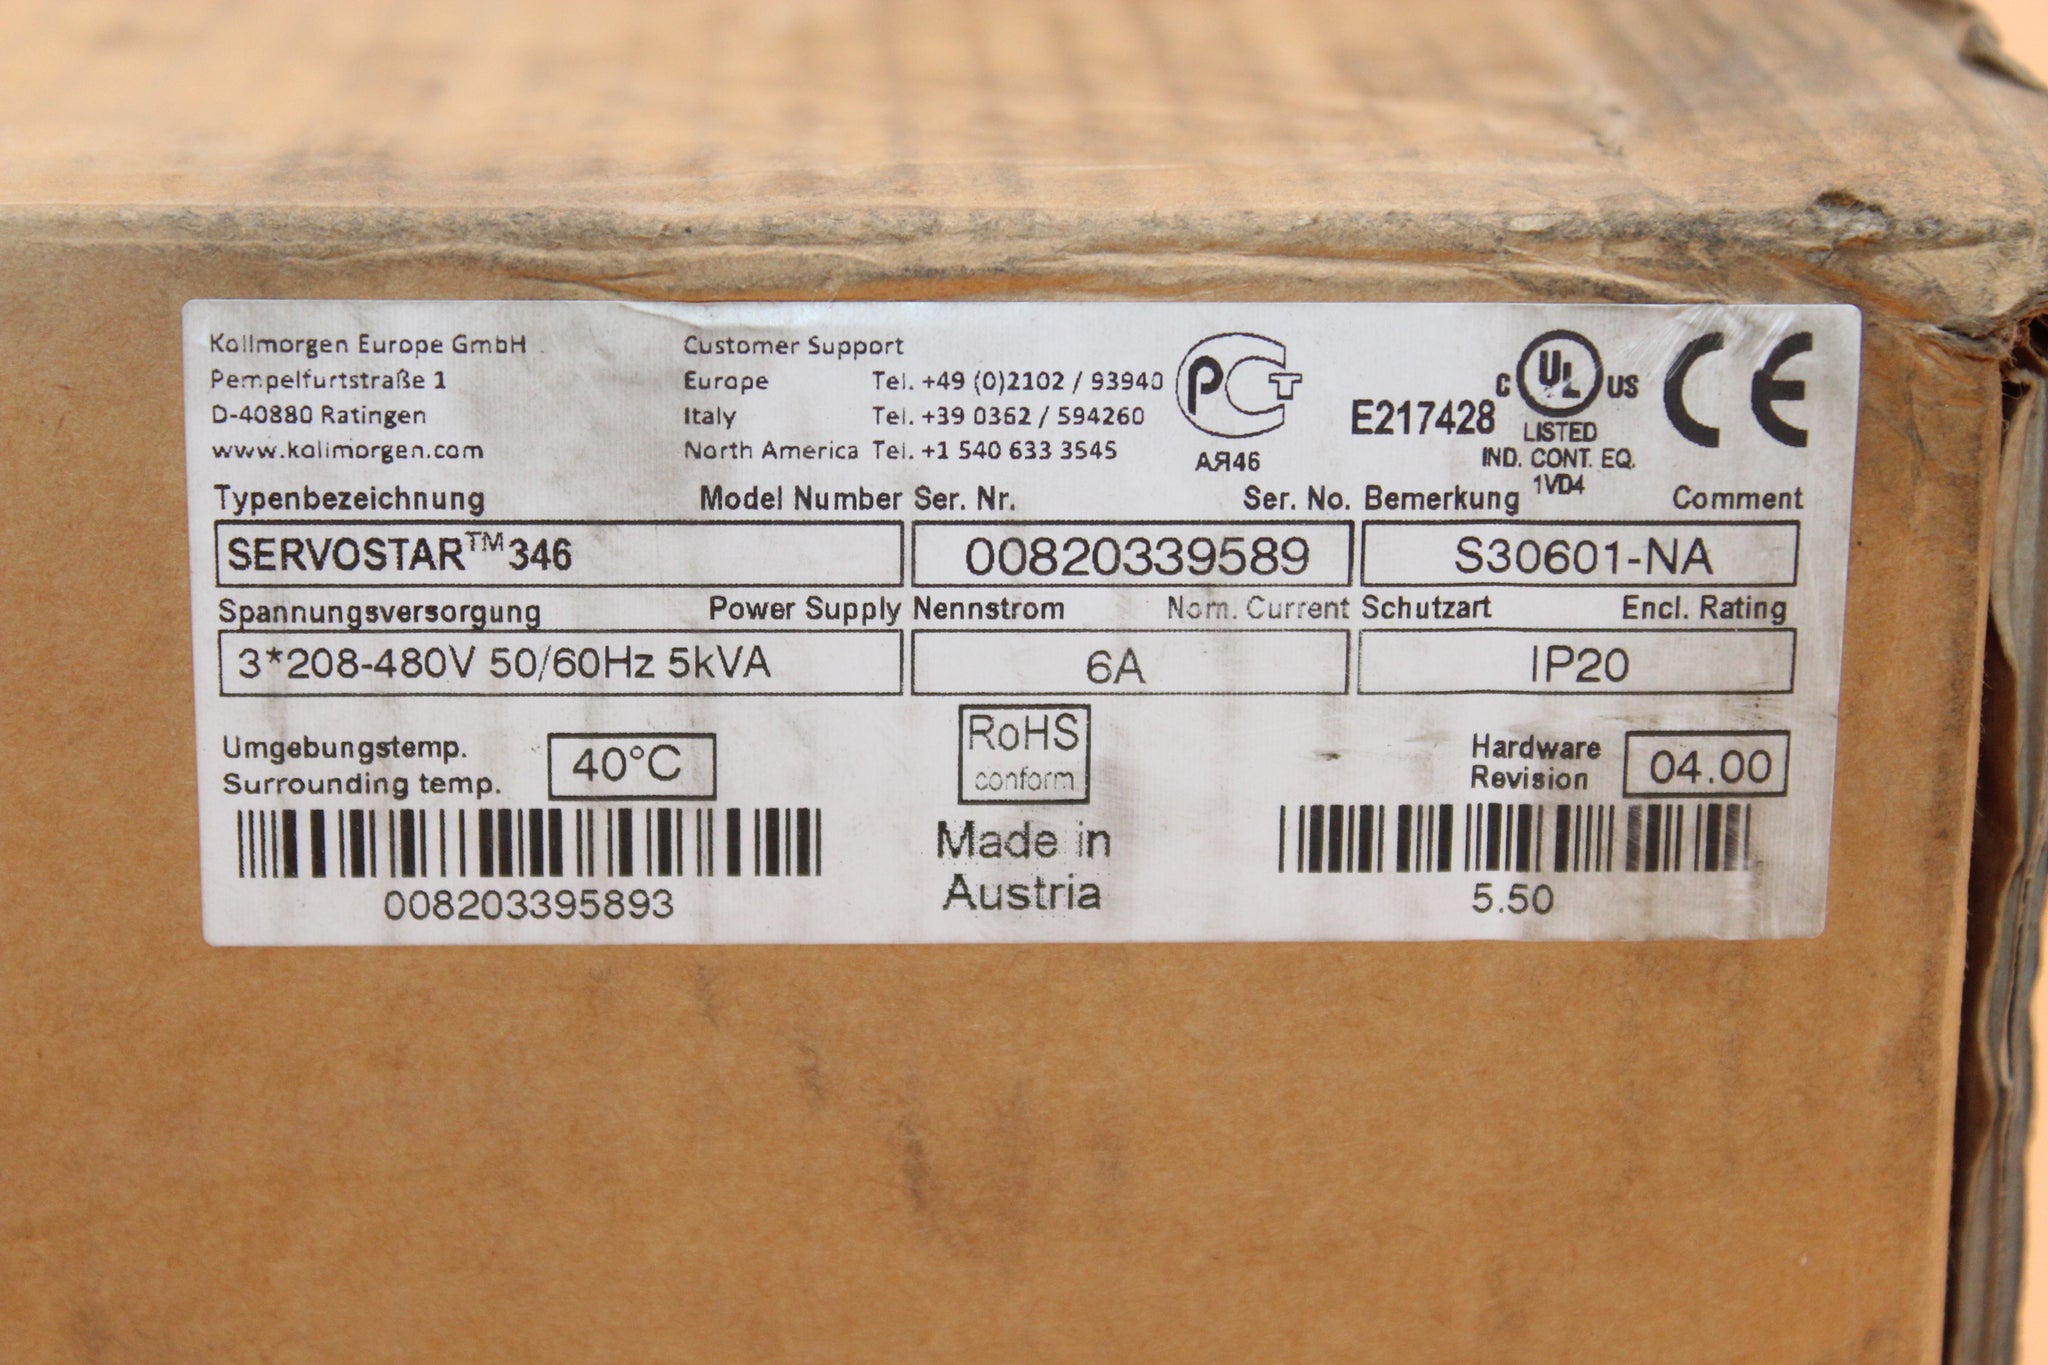 Kollmorgen Europe GmbH
Pempelfurtstraße 1
D-40880 Ratingen
www.kollmorgen.com
Customer Support
Europe Tel. +49 (0)2102 / 93940
Italy Tel. +39 0362 / 594260
North America Tel. +1 540 633 3545
РСТ
АЯ46
E217428
C UL US
LISTED
IND. CONT. EQ.
1VD4
CE
Typenbezeichnung Model Number Ser. Nr. Ser. No. Bemerkung Comment
SERVOSTAR™ 346 00820339589 S30601-NA
Spannungsversorgung Power Supply Nennstrom Nom. Current Schutzart Encl. Rating
3*208-480V 50/60Hz 5kVA 6A IP20
Umgebungstemp.
Surrounding temp.
40°C
RoHS
conform
Hardware
Revision
04.00
008203395893
Made in
Austria
5.50